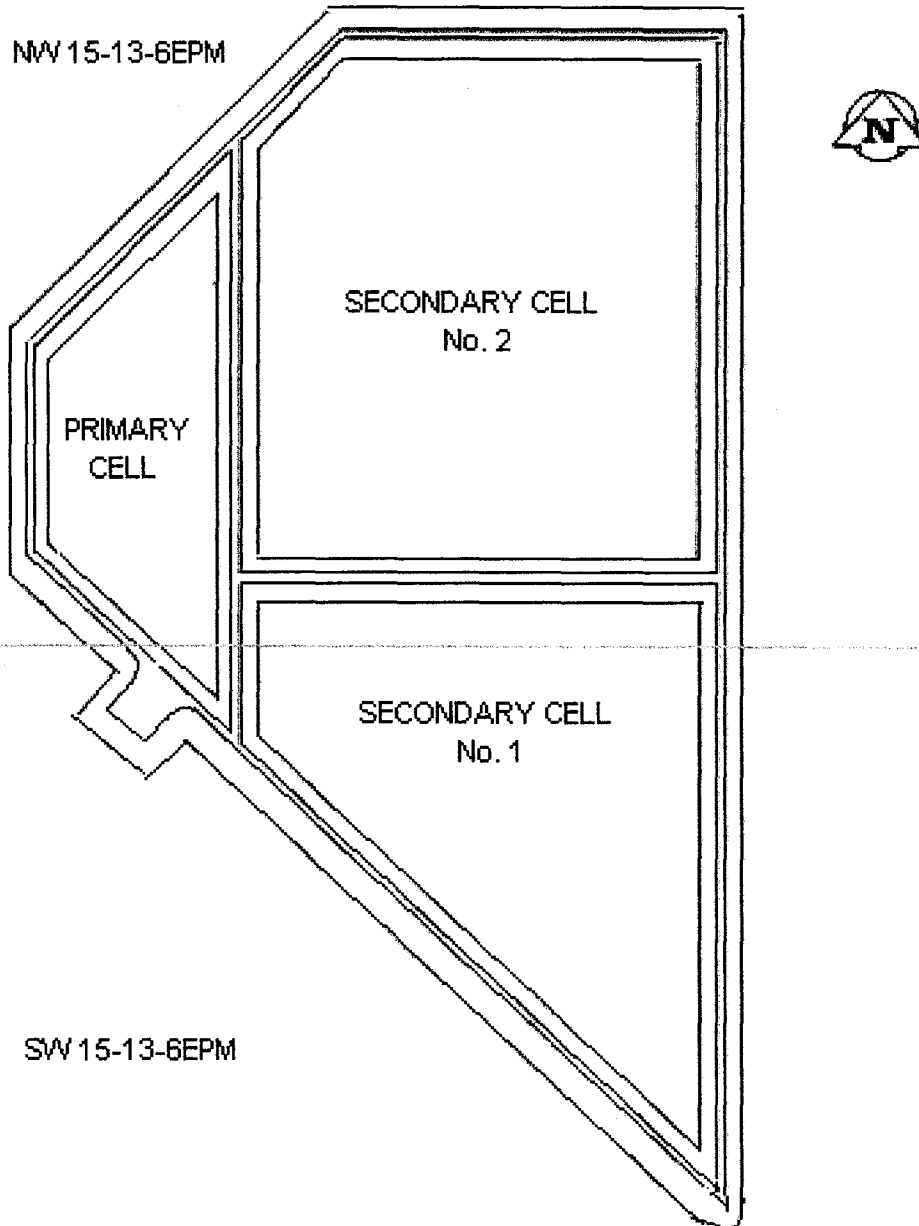 NW 15-13-6EPM
N
SECONDARY CELL
No. 2
PRIMARY
CELL
SECONDARY CELL
No. 1
SW 15-13-6EPM